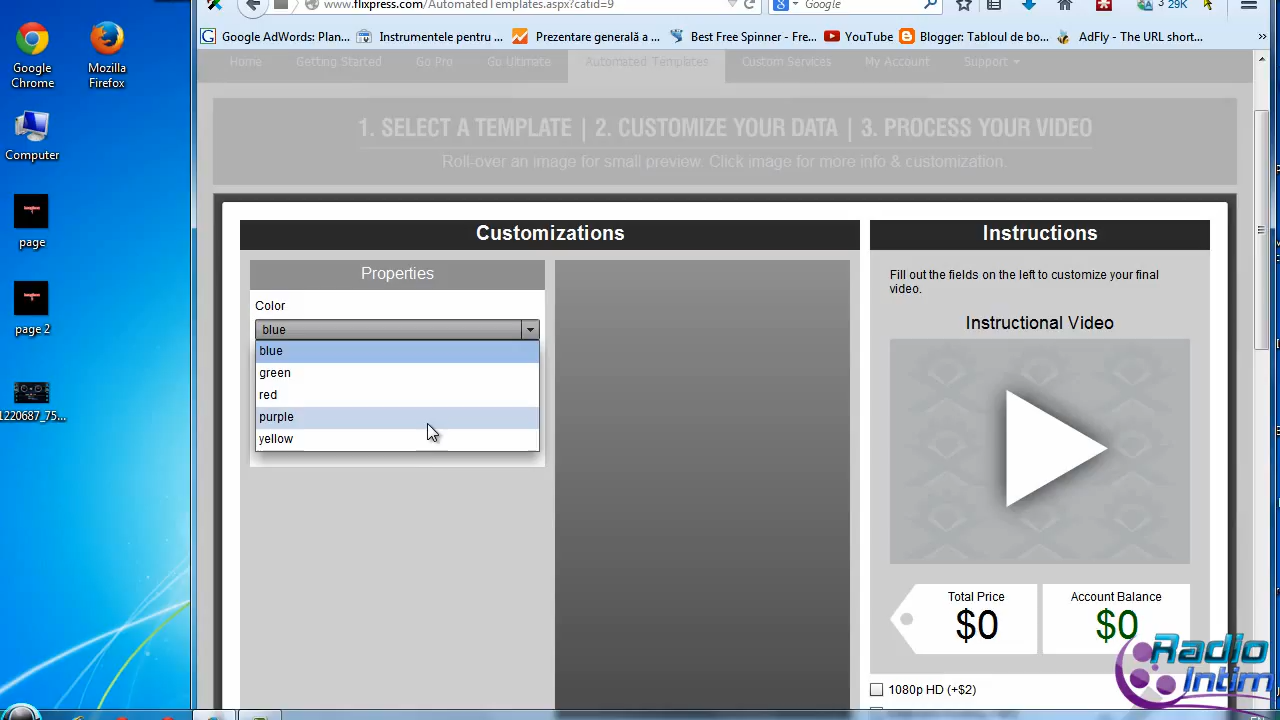 www.flixpress.com/AutomatedTemplates.aspx?catid=9
Google
3 29K
Google AdWords: Plan...
Instrumentele pentru ...
Prezentare generală a ...
Best Free Spinner - Fre...
YouTube
Blogger: Tabloul de bo...
AdFly - The URL short...
»
Google Chrome
Mozilla Firefox
Computer
page
page 2
1220687_75...
Home
Getting Started
Go Pro
Go Ultimate
Automated Templates
Custom Services
My Account
Support
1. SELECT A TEMPLATE | 2. CUSTOMIZE YOUR DATA | 3. PROCESS YOUR VIDEO
Roll-over an image for small preview. Click image for more info & customization.
Customizations
Properties
Color
blue
blue
green
red
purple
yellow
Instructions
Fill out the fields on the left to customize your final
video.
Instructional Video
Total Price
$0
Account Balance
$0
1080p HD (+$2)
Radio
Intim